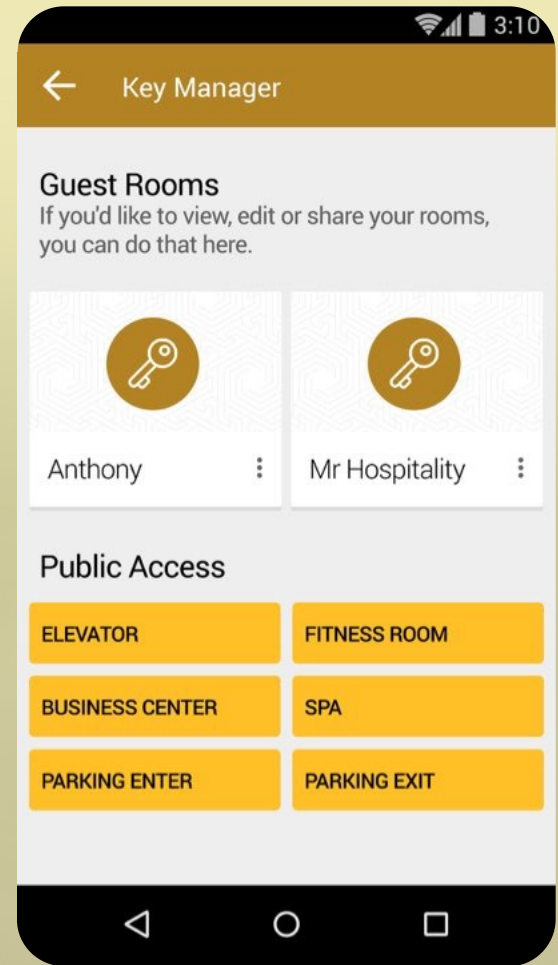 3:10
Key Manager
Guest Rooms
If you'd like to view, edit or share your rooms,
you can do that here.
Anthony
Mr Hospitality
Public Access
ELEVATOR
FITNESS ROOM
BUSINESS CENTER
SPA
PARKING ENTER
PARKING EXIT